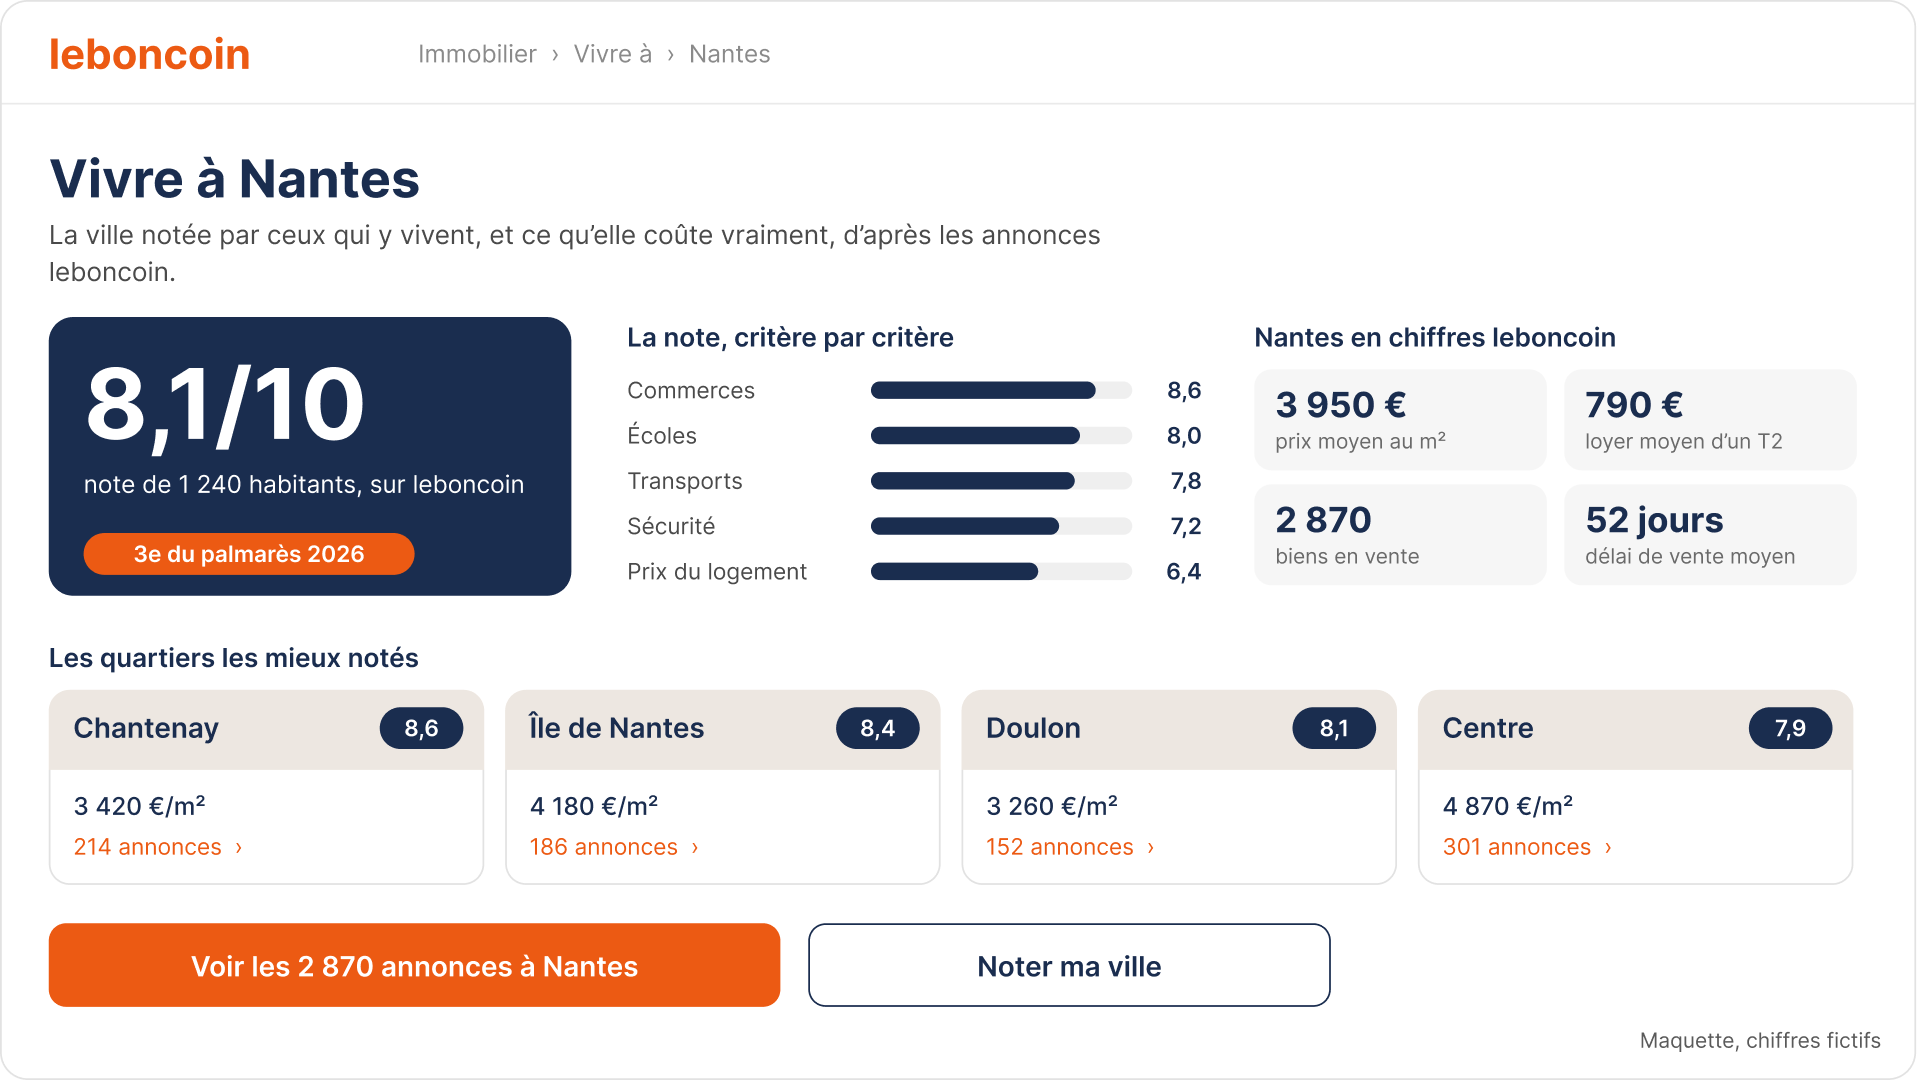 leboncoin
Immobilier › Vivre à › Nantes
Vivre à Nantes
La ville notée par ceux qui y vivent, et ce qu’elle coûte vraiment, d’après les annonces
leboncoin.
8,1/10
note de 1 240 habitants, sur leboncoin
3e du palmarès 2026
La note, critère par critère
Commerces 8,6
Écoles 8,0
Transports 7,8
Sécurité 7,2
Prix du logement 6,4
Nantes en chiffres leboncoin
3 950 €
prix moyen au m²
790 €
loyer moyen d’un T2
2 870
biens en vente
52 jours
délai de vente moyen
Les quartiers les mieux notés
Chantenay 8,6
3 420 €/m²
214 annonces ›
Île de Nantes 8,4
4 180 €/m²
186 annonces ›
Doulon 8,1
3 260 €/m²
152 annonces ›
Centre 7,9
4 870 €/m²
301 annonces ›
Voir les 2 870 annonces à Nantes
Noter ma ville
Maquette, chiffres fictifs